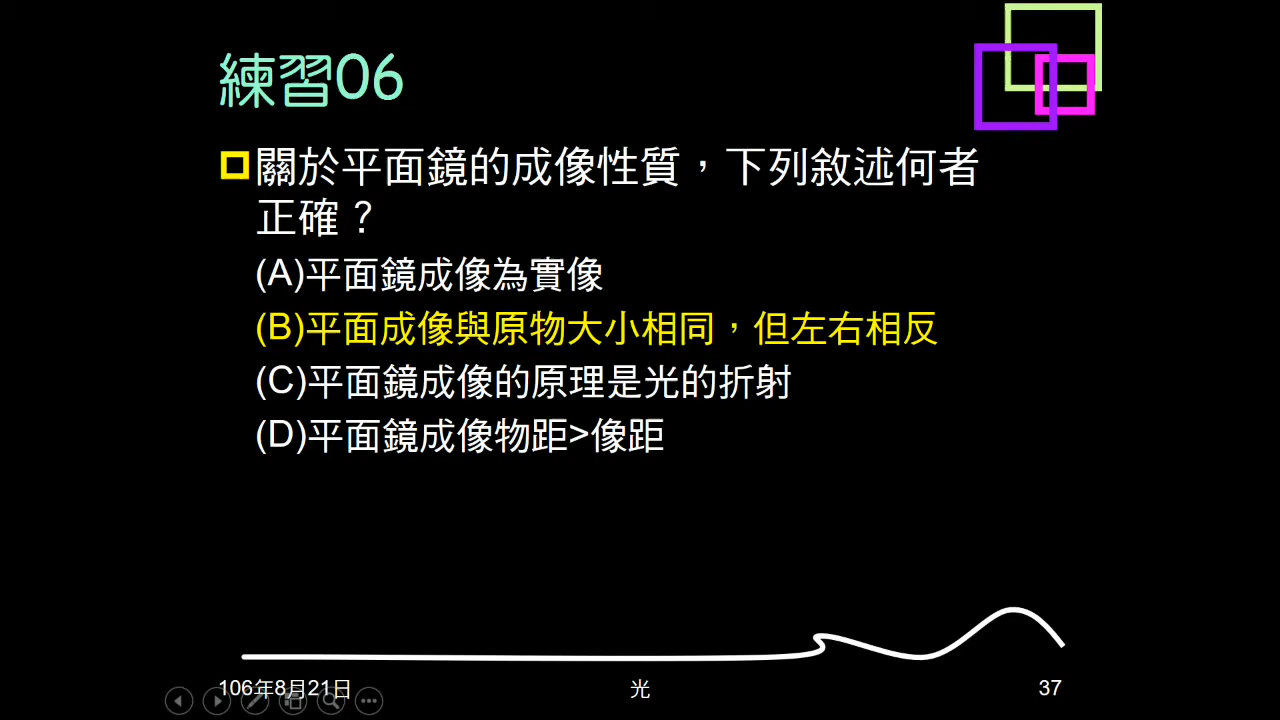 練習06
關於平面鏡的成像性質，下列敘述何者
正確？
(A)平面鏡成像為實像
(B)平面成像與原物大小相同，但左右相反
(C)平面鏡成像的原理是光的折射
(D)平面鏡成像物距>像距
106年8月21日
光
37